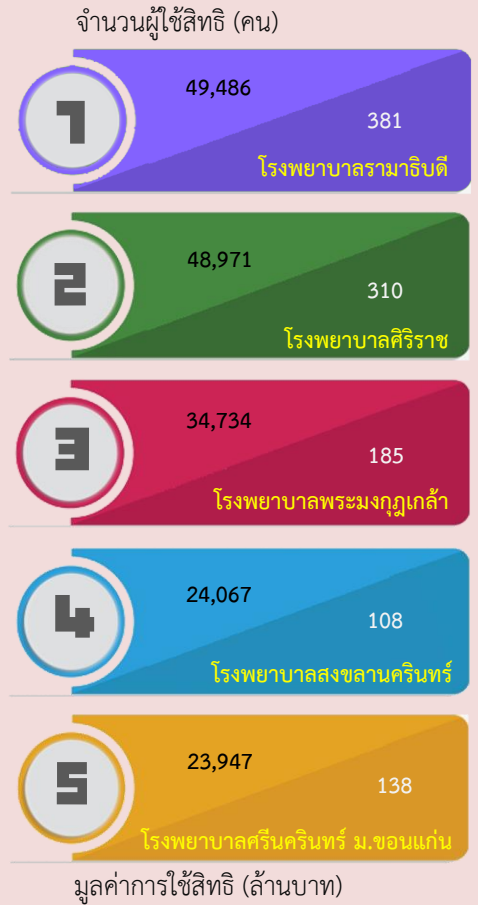 จำนวนผู้ใช้สิทธิ (คน)
1
49,486
381
โรงพยาบาลรามาธิบดี
2
48,971
310
โรงพยาบาลศิริราช
3
34,734
185
โรงพยาบาลพระมงกุฎเกล้า
4
24,067
108
โรงพยาบาลสงขลานครินทร์
5
23,947
138
โรงพยาบาลศรีนครินทร์ ม.ขอนแก่น
มูลค่าการใช้สิทธิ (ล้านบาท)